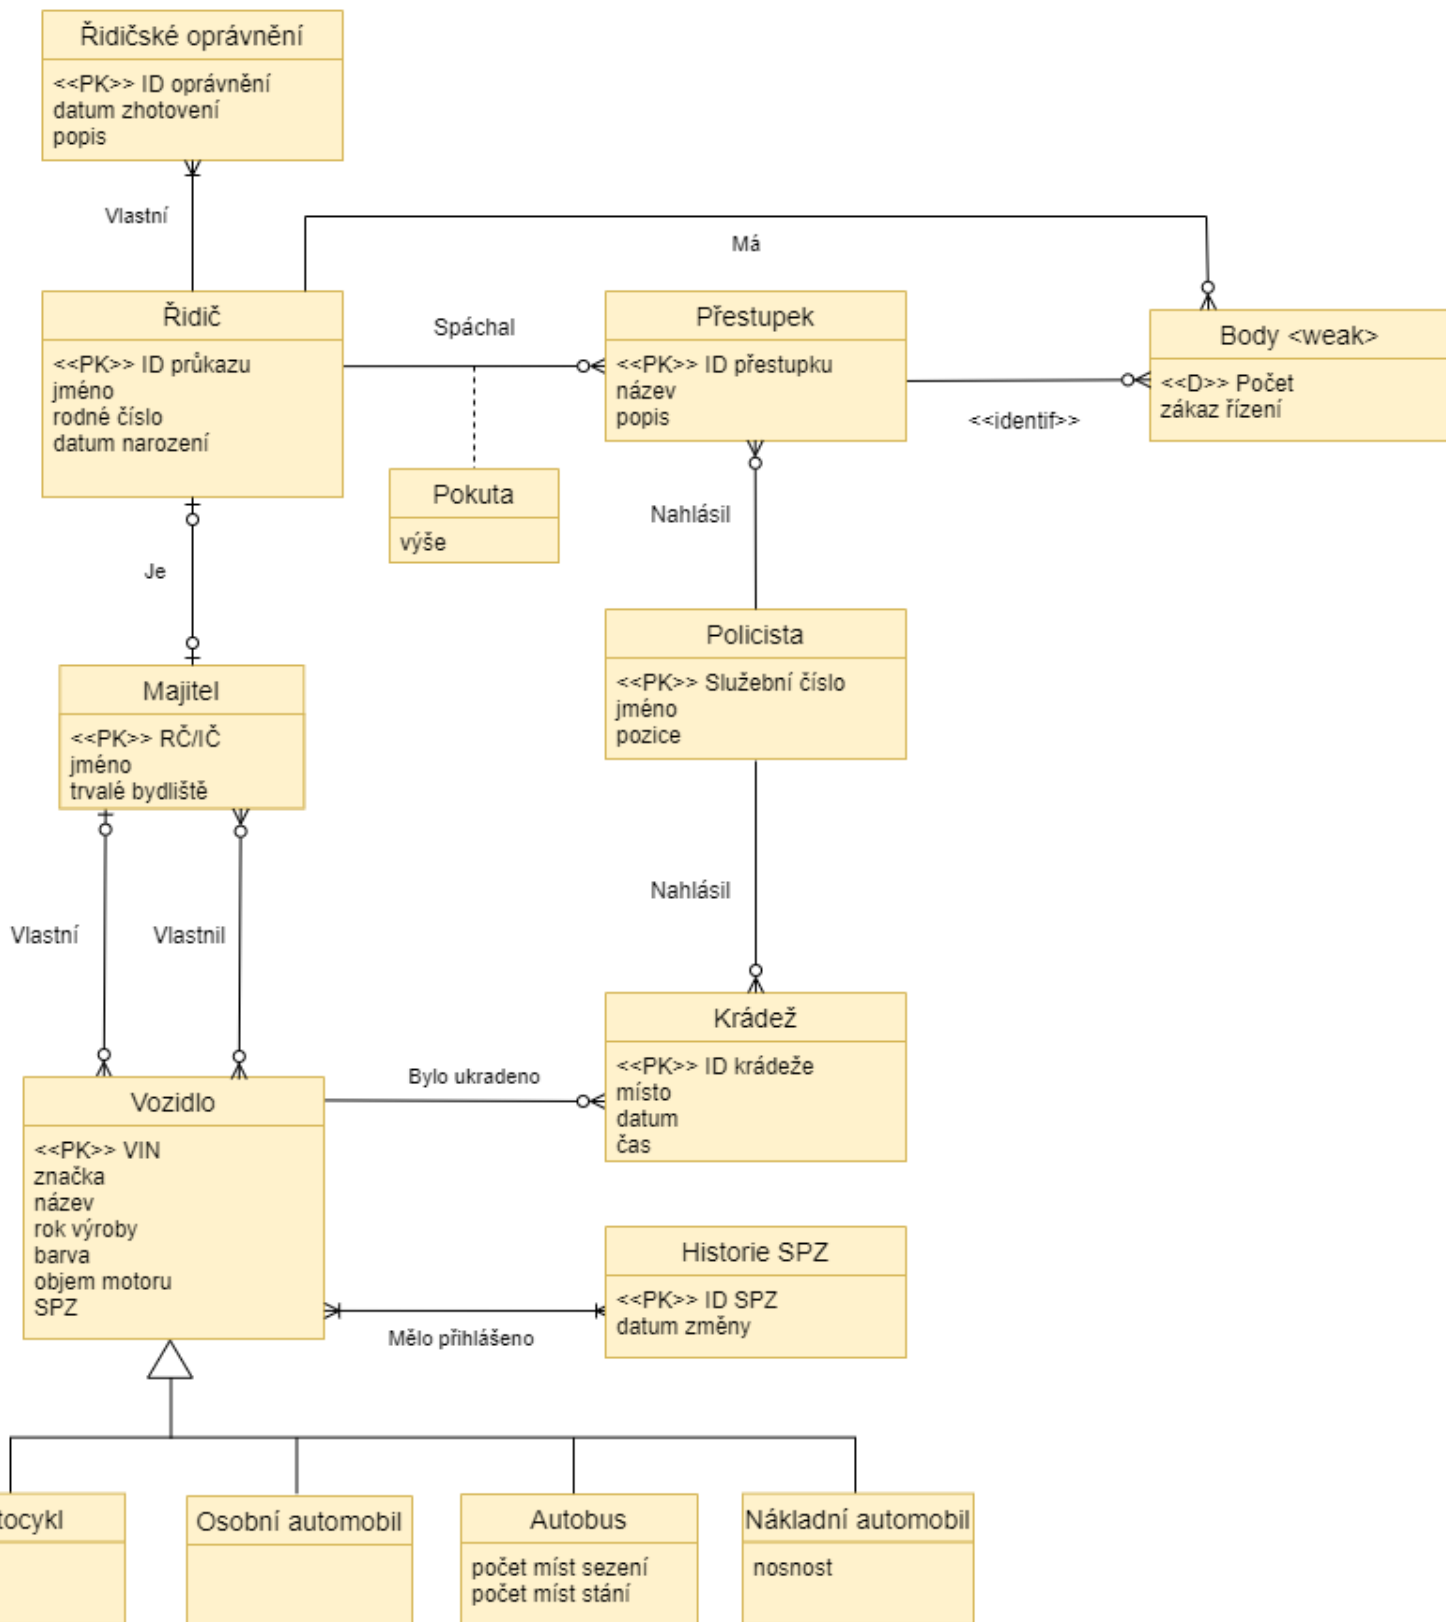 Řidičské oprávnění
<<PK>> ID oprávnění
datum zhotovení
popis
Vlastní
Má
Řidič
<<PK>> ID průkazu
jméno
rodné číslo
datum narození
Spáchal
Přestupek
<<PK>> ID přestupku
název
popis
Body <weak>
<<D>> Počet
zákaz řízení
<<identif>>
Pokuta
výše
Nahlásil
Je
Policista
<<PK>> Služební číslo
jméno
pozice
Majitel
<<PK>> RČ/IČ
jméno
trvalé bydliště
Nahlásil
Vlastní
Vlastnil
Krádež
<<PK>> ID krádeže
místo
datum
čas
Bylo ukradeno
Vozidlo
<<PK>> VIN
značka
název
rok výroby
barva
objem motoru
SPZ
Historie SPZ
<<PK>> ID SPZ
datum změny
Mělo přihlášeno
tocykl
Osobní automobil
Autobus
počet míst sezení
počet míst stání
Nákladní automobil
nosnost